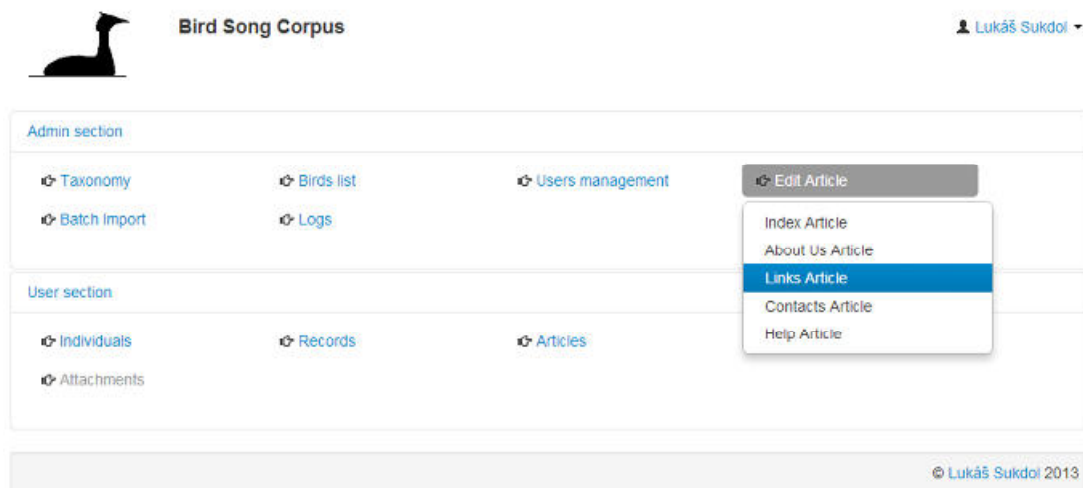 Bird Song Corpus
Lukáš Sukdol
Admin section
Taxonomy
Birds list
Users management
Edit Article
Batch Import
Logs
Index Article
About Us Article
Links Article
Contacts Article
Help Article
User section
Individuals
Records
Articles
Attachments
© Lukáš Sukdol 2013